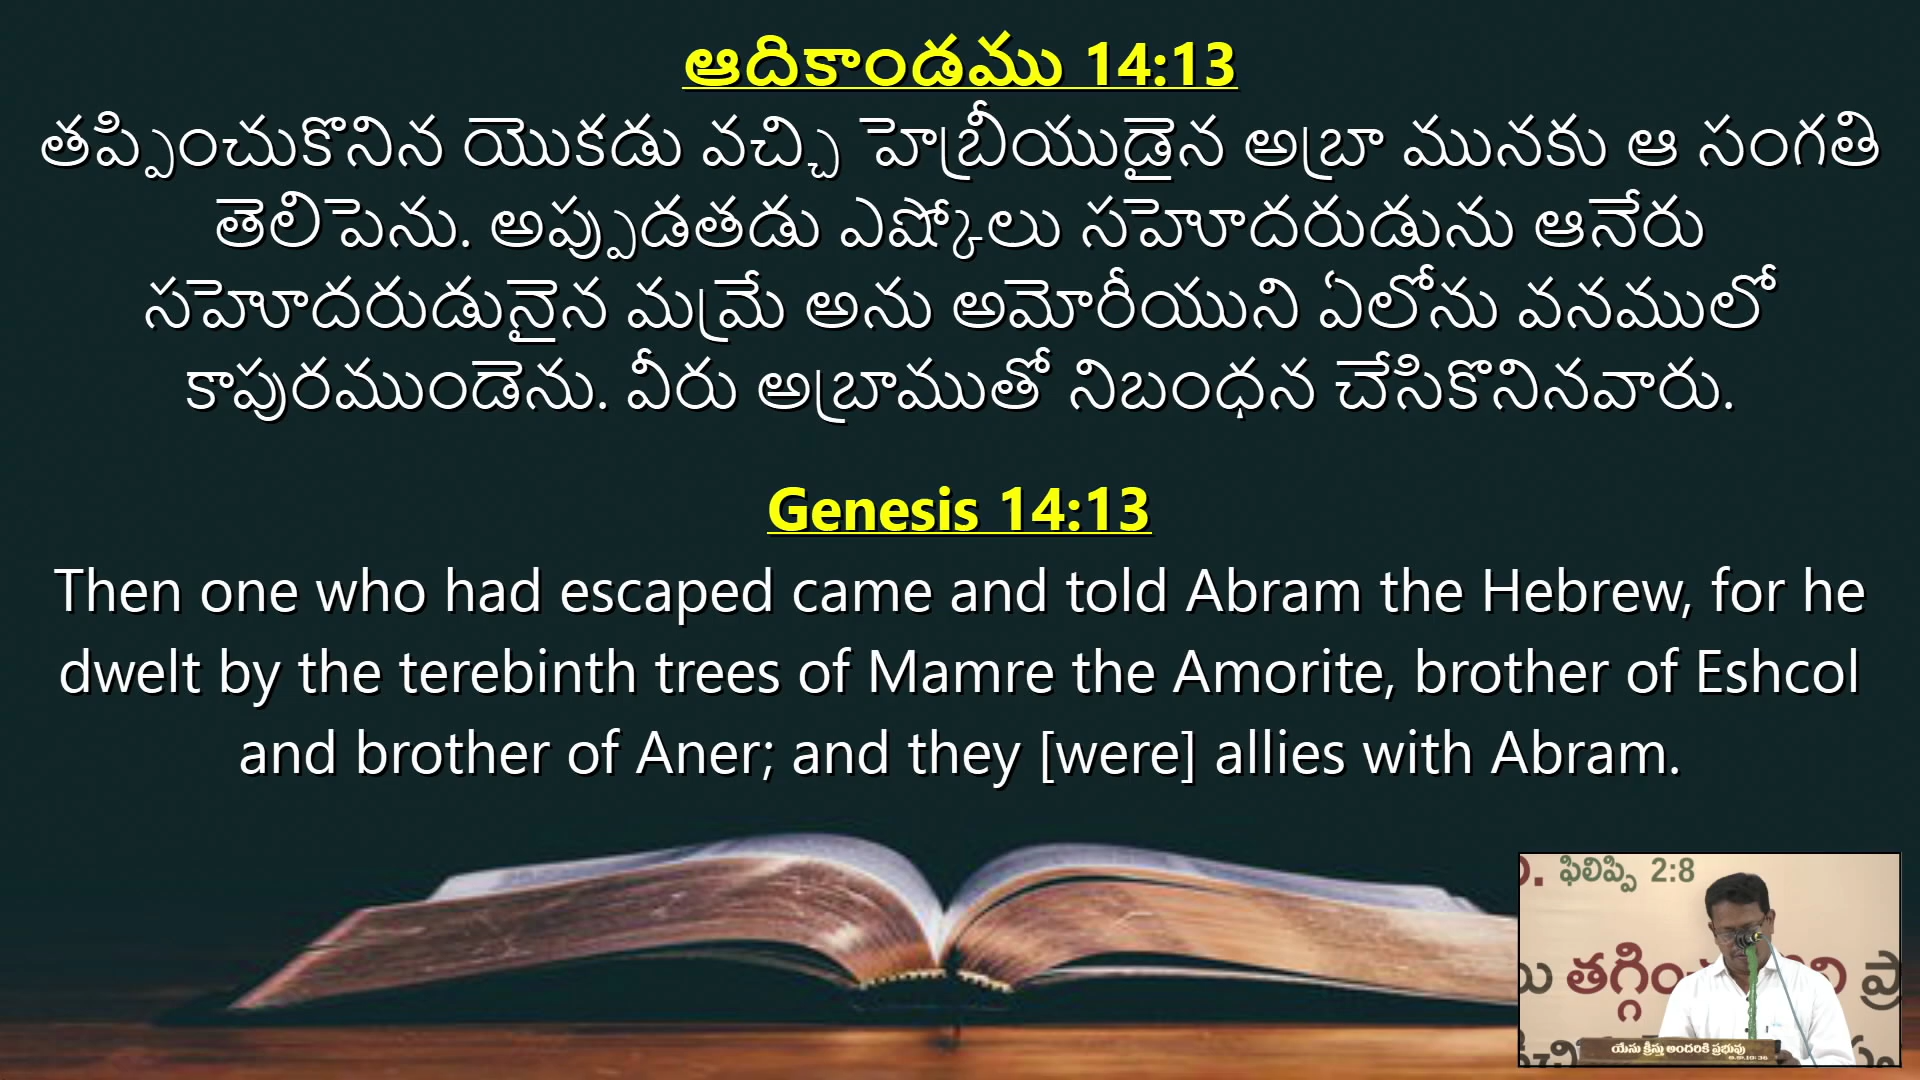 ఆదికాండము 14:13
తప్పించుకొనిన యొకడు వచ్చి హెబ్రీయుడైన అబ్రా మునకు ఆ సంగతి
తెలిపెను. అప్పుడతడు ఎష్కోలు సహోదరుడును ఆనేరు
సహోదరుడునైన మమ్రే అను అమోరీయుని ఏలోను వనములో
కాపురముండెను. వీరు అబ్రాముతో నిబంధన చేసికొనినవారు.
Genesis 14:13
Then one who had escaped came and told Abram the Hebrew, for he
dwelt by the terebinth trees of Mamre the Amorite, brother of Eshcol
and brother of Aner; and they [were] allies with Abram.
ఫిలిప్పి 2:8
యేసు క్రీస్తు అందరికి ప్రభువు